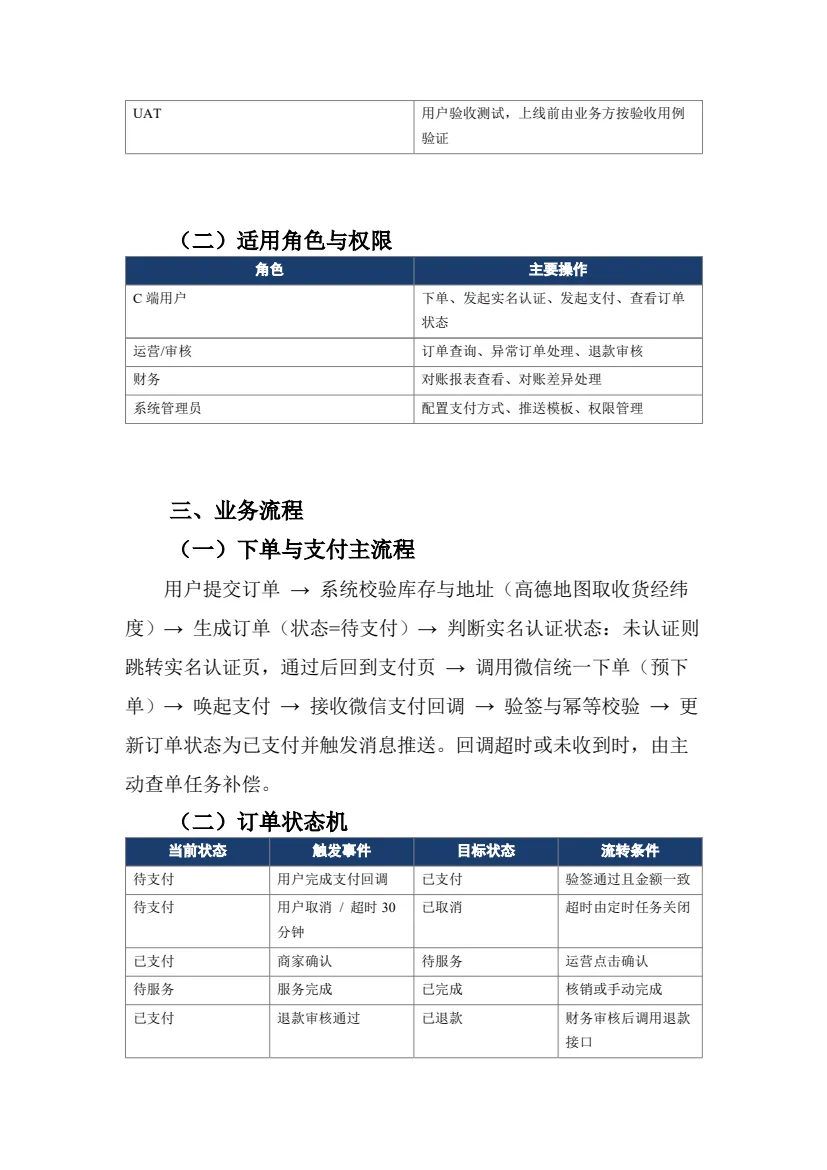 UAT
用户验收测试，上线前由业务方按验收用例
验证
（二）适用角色与权限
角色 主要操作
C 端用户 下单、发起实名认证、发起支付、查看订单
状态
运营/审核 订单查询、异常订单处理、退款审核
财务 对账报表查看、对账差异处理
系统管理员 配置支付方式、推送模板、权限管理
三、业务流程
（一）下单与支付主流程
用户提交订单 → 系统校验库存与地址（高德地图取收货经纬
度）→ 生成订单（状态=待支付）→ 判断实名认证状态：未认证则
跳转实名认证页，通过后回到支付页 → 调用微信统一下单（预下
单）→ 唤起支付 → 接收微信支付回调 → 验签与幂等校验 → 更
新订单状态为已支付并触发消息推送。回调超时或未收到时，由主
动查单任务补偿。
（二）订单状态机
当前状态 触发事件 目标状态 流转条件
待支付 用户完成支付回调 已支付 验签通过且金额一致
待支付 用户取消 / 超时 30 已取消 超时由定时任务关闭
分钟
已支付 商家确认 待服务 运营点击确认
待服务 服务完成 已完成 核销或手动完成
已支付 退款审核通过 已退款 财务审核后调用退款
接口